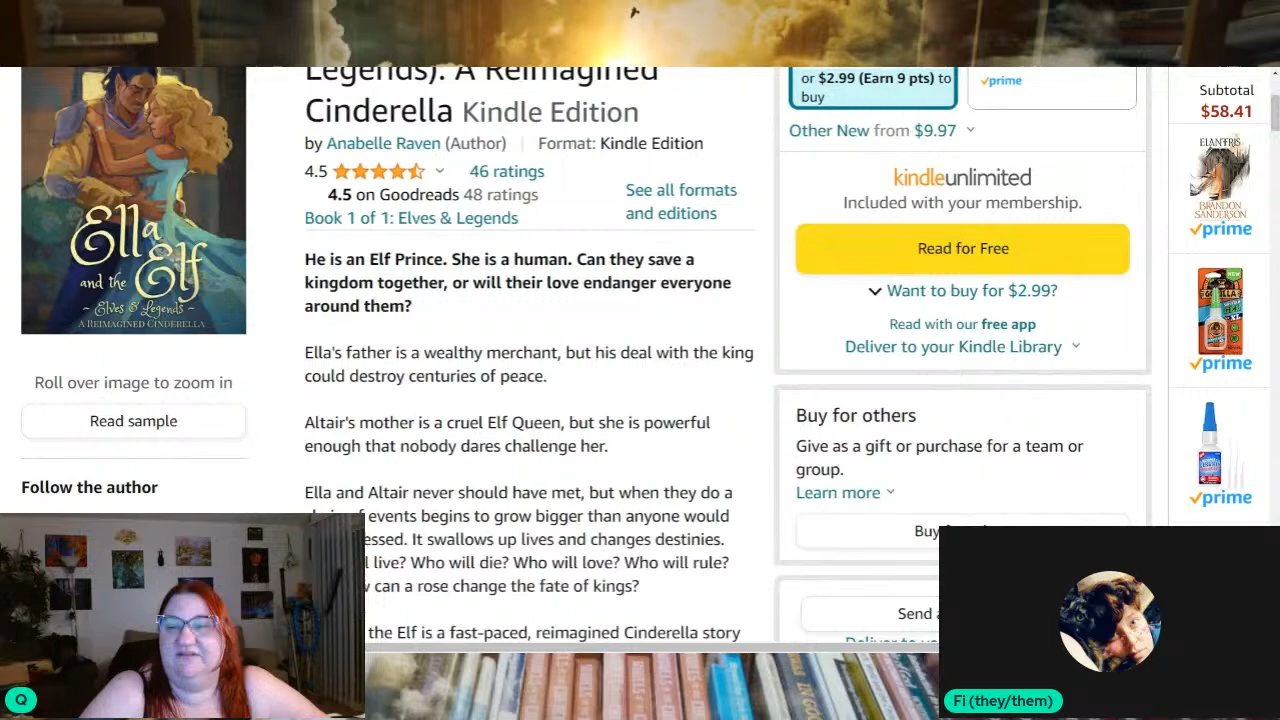 Legends): A Reimagined
Cinderella Kindle Edition
by Anabelle Raven (Author) Format: Kindle Edition
4.5 46 ratings
4.5 on Goodreads 48 ratings
See all formats
and editions
Book 1 of 1: Elves & Legends
He is an Elf Prince. She is a human. Can they save a
kingdom together, or will their love endanger everyone
around them?
Ella's father is a wealthy merchant, but his deal with the king
could destroy centuries of peace.
Altair's mother is a cruel Elf Queen, but she is powerful
enough that nobody dares challenge her.
Ella and Altair never should have met, but when they do a
events begins to grow bigger than anyone would
essed. It swallows up lives and changes destinies.
l live? Who will die? Who will love? Who will rule?
w can a rose change the fate of kings?
the Elf is a fast-paced, reimagined Cinderella story
Ella
and the Elf
~ Elves & Legends ~
A REIMAGINED CINDERELLA
Roll over image to zoom in
Read sample
Follow the author
or $2.99 (Earn 9 pts) to
buy
prime
Other New from $9.97
kindleunlimited
Included with your membership.
Read for Free
Want to buy for $2.99?
Read with our free app
Deliver to your Kindle Library
Buy for others
Give as a gift or purchase for a team or
group.
Learn more
Buy
Send a
Subtotal
$58.41
ELANTRIS
BRANDON
SANDERSON
prime
GORILLA
prime
prime
Q
Fi (they/them)